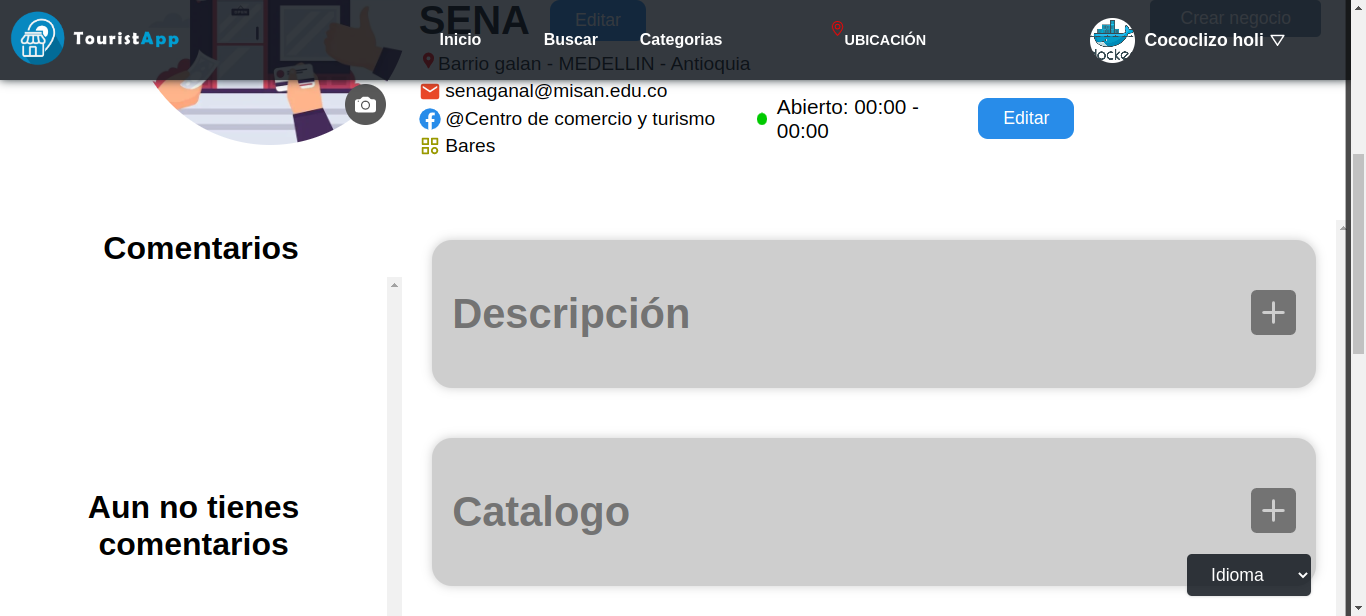 SENA
Editar
Crear negocio
TouristApp
Inicio
Buscar
Categorias
UBICACIÓN
Cococlizo holi
Barrio galan - MEDELLIN - Antioquia
senaganal@misan.edu.co
@Centro de comercio y turismo
Bares
Abierto: 00:00 -
00:00
Editar
Comentarios
Aun no tienes
comentarios
Descripción
Catalogo
Idioma